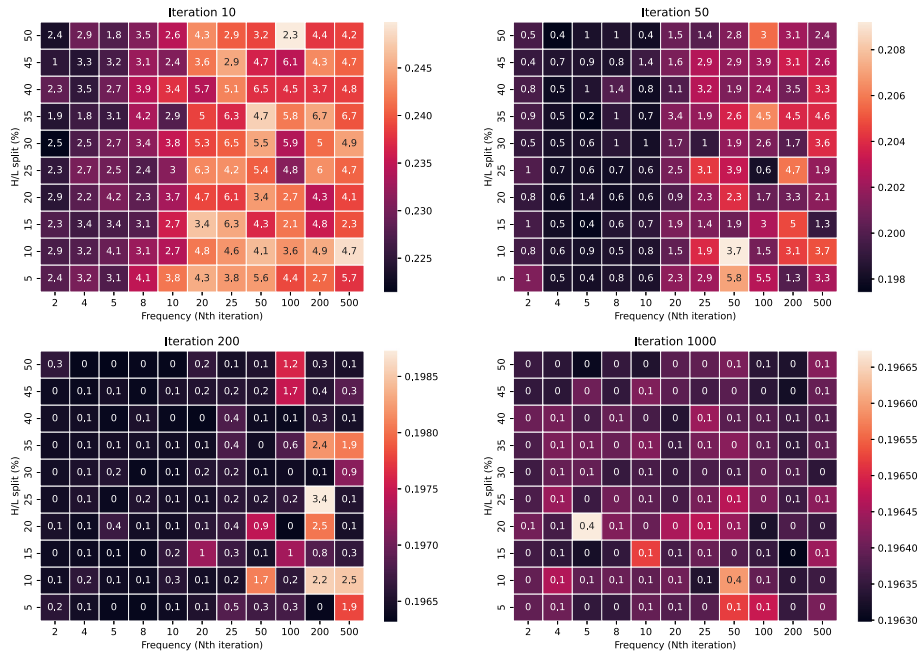 Iteration 10
50 2.4 2.9 1.8 3.5 2.6 4.3 2.9 3.2 2.3 4.4 4.2
45 1 3.3 2.5 3.1 2.4 3.6 2.9 4.7 6.1 4.3 4.7
40 2.3 2.7 2.7 3.9 3.4 5.7 5.1 6.5 4.5 3.7 4.8
35 1.9 1.8 3.1 4.2 2.9 5 6.3 4.7 5.2 6.7 6.7
30 2.5 2.5 2.7 3.4 3.8 5.3 6.5 5.5 5.9 5 4.9
25 2.3 2.7 2.5 2.4 3 6.3 4.2 5.4 4.8 6 4.7
20 2.9 2.2 2.4 3.2 3.7 4.7 6.1 3.4 2.7 4.3 4.1
15 2.3 3.4 3.4 3.1 2.7 3.4 6.3 4.3 2.1 4.8 2.3
10 2.9 3.2 4.1 3.1 2.7 4.8 4.6 4.1 3.6 4.9 4.7
5 2.4 3.2 3.1 4.1 3.8 4.3 3.8 5.6 4.4 2.7 5.7
2 4 5 8 10 20 25 50 100 200 500
H/L split (%)
Frequency (Nth iteration)
0.245
0.240
0.235
0.230
0.225
Iteration 50
50 0.5 0.4 1 1 0.4 1.5 1.4 2.8 3 3.1 2.4
45 1 0.5 0.9 0.9 0.4 1.6 2.9 2.9 3.9 3.1 2.6
40 0.8 0.5 1 1.4 0.8 1.2 3.2 1.9 2.4 3.5 3.3
35 0.9 0.5 0.2 1 0.4 1.2 2.1 2 4.5 2.9 3.6
30 0.6 0.8 0.6 1 1 1.7 1 2.9 2.6 1.7 3.6
25 1 0.7 0.6 0.6 0.5 2.5 3.1 3.9 0.6 4.7 1.9
20 0.8 0.6 1.4 0.6 0.6 1.9 2.3 2.3 1.7 3.3 2.1
15 1 0.5 0.4 0.5 0.7 1.9 1.4 1.9 3 5 1.3
10 0.8 0.6 0.9 0.5 0.8 1.5 1.9 3.7 1.5 3.1 3.7
5 1 0.5 0.4 0.8 0.6 2.3 2.9 5.8 5.5 1.3 3.3
2 4 5 8 10 20 25 50 100 200 500
H/L split (%)
Frequency (Nth iteration)
0.208
0.206
0.204
0.202
0.200
0.198
Iteration 200
50 0.3 0 0 0 0 0.2 0.1 0.1 1.2 0.3 0.1
45 0 0.1 0 0.1 0 0.1 0.1 0.1 1.7 0.4 0.3
40 0 0.1 0 0.1 0 0 0.4 0.1 0.1 0.3 0.1
35 0 0.1 0.1 0.1 0.1 0.2 0.4 0 0.6 2.4 1.9
30 0 0.1 0.2 0 0.1 0.2 0.1 0.1 0 0.1 0.9
25 0 0.1 0 0.2 0.2 0.1 0.2 0.1 0.2 3.4 0.1
20 0.1 0.1 0.4 0.1 0.2 0.1 0.4 0.9 0 2.5 0.1
15 0 0.1 0 0.1 0.2 1 0.3 0.1 1 0.8 0.3
10 0.1 0.2 0.1 0.1 0.3 0.1 0.2 1.7 0.2 2.2 2.5
5 0.2 0.1 0 0 0.1 0.1 0.5 0.3 0.3 0 1.9
2 4 5 8 10 20 25 50 100 200 500
H/L split (%)
Frequency (Nth iteration)
0.1985
0.1980
0.1975
0.1970
0.1965
Iteration 1000
50 0 0.1 0 0 0 0 0 0.1 0.1 0 0.1
45 0 0 0 0 0.1 0 0 0 0 0 0.1
40 0 0.1 0 0.1 0 0 0.1 0 0.1 0 0.1
35 0 0.1 0.1 0 0.1 0 0.1 0.1 0 0.1 0.1
30 0 0 0.1 0 0 0 0 0 0 0.1 0.1
25 0 0.1 0 0.1 0 0 0.1 0.1 0 0.1 0.1
20 0.1 0.1 0.4 0.1 0 0.1 0.1 0.1 0 0 0.1
15 0 0.1 0 0 0.1 0.1 0 0.1 0.1 0 0.1
10 0 0.1 0.1 0.1 0.1 0.1 0.1 0.4 0 0.1 0
5 0 0.1 0 0 0 0 0 0.1 0.1 0 0
2 4 5 8 10 20 25 50 100 200 500
H/L split (%)
Frequency (Nth iteration)
0.19665
0.19660
0.19655
0.19650
0.19645
0.19640
0.19635
0.19630